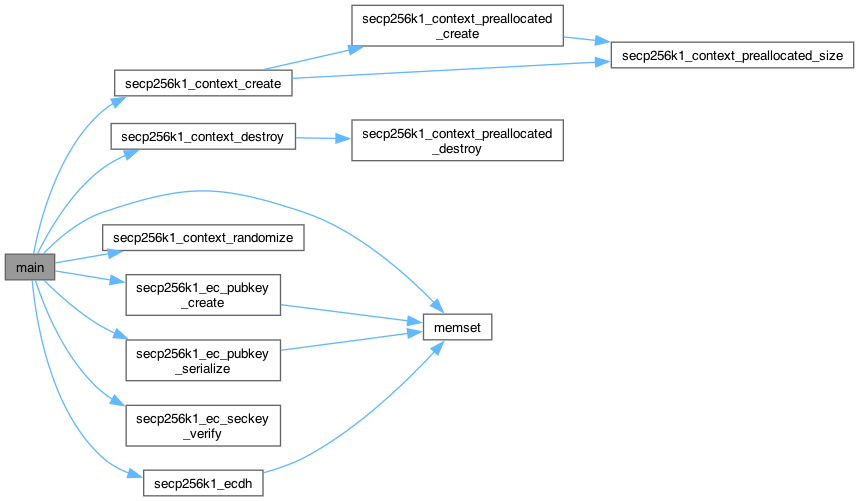 secp256k1_context_preallocated
_create
secp256k1_context_preallocated_size
secp256k1_context_create
secp256k1_context_destroy
secp256k1_context_preallocated
_destroy
secp256k1_context_randomize
main
secp256k1_ec_pubkey
_create
memset
secp256k1_ec_pubkey
_serialize
secp256k1_ec_seckey
_verify
secp256k1_ecdh